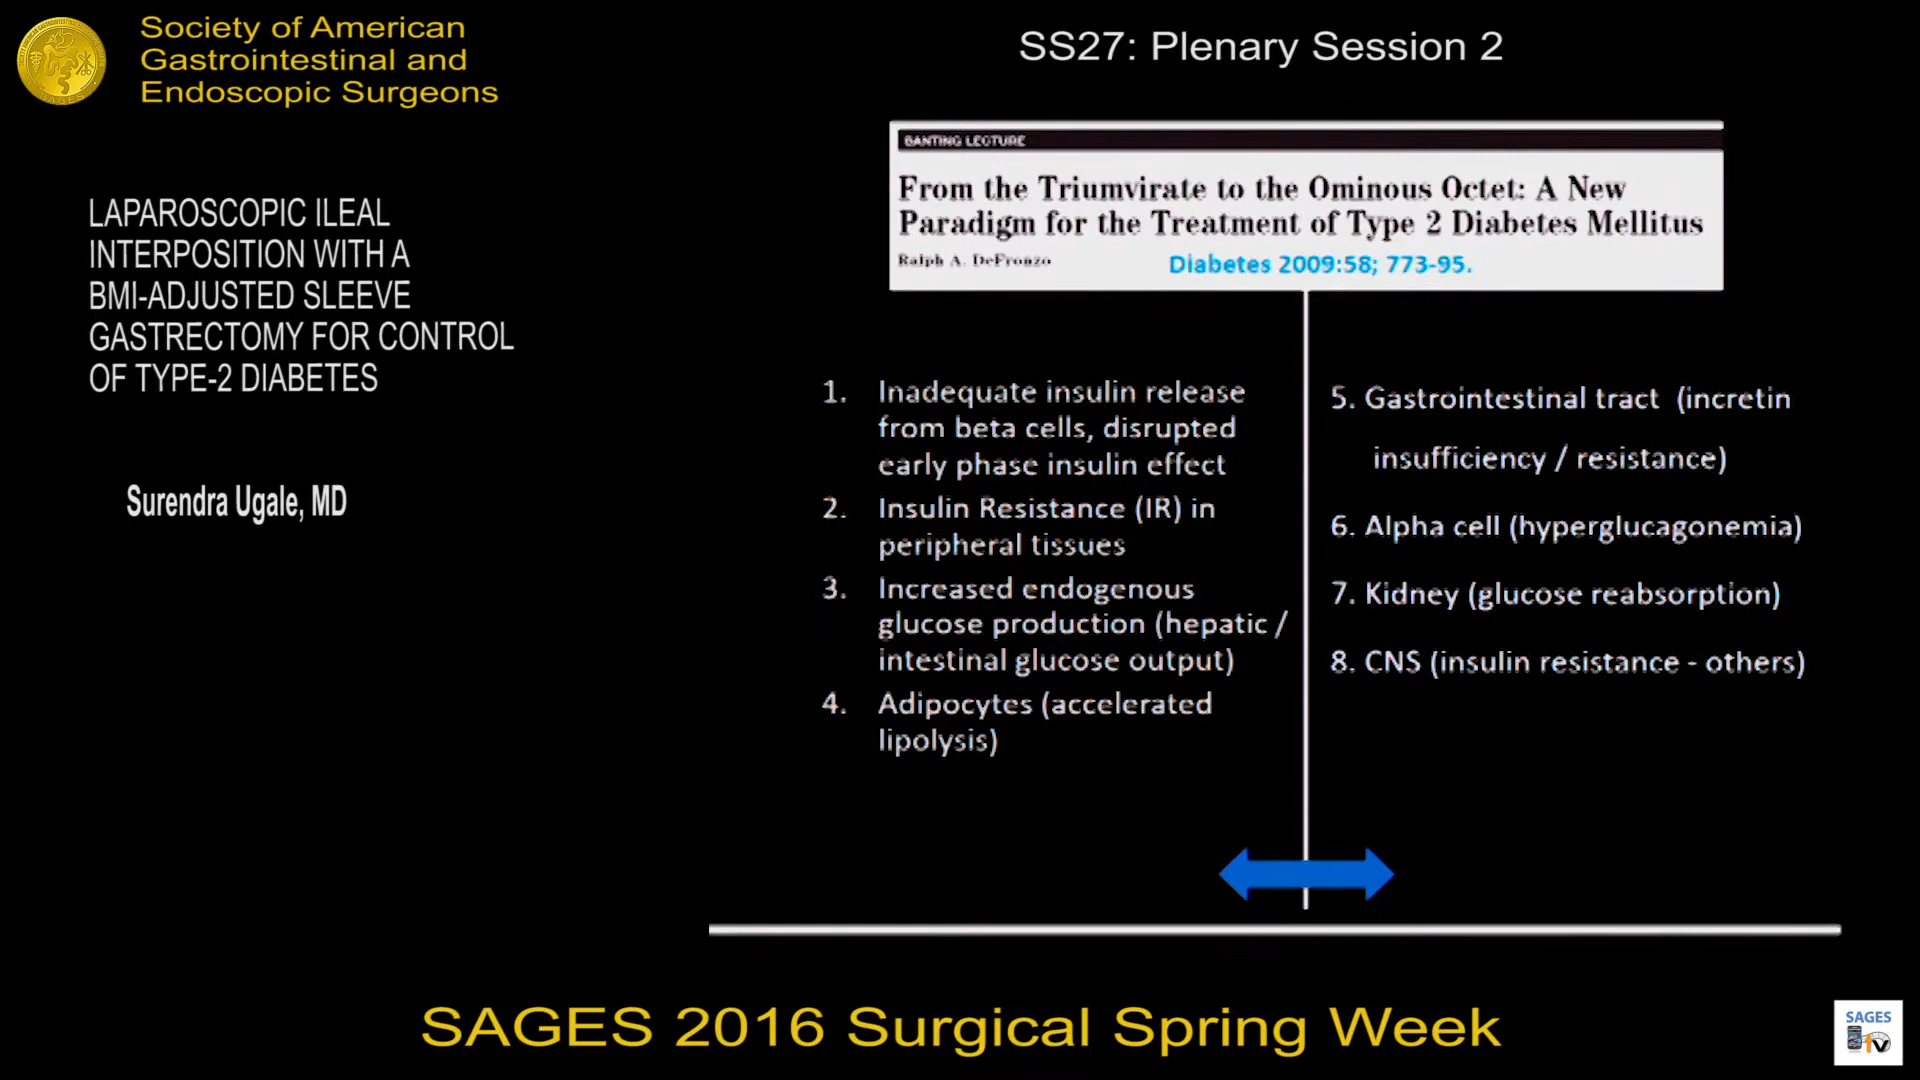 Society of American
Gastrointestinal and
Endoscopic Surgeons
SS27: Plenary Session 2
LAPAROSCOPIC ILEAL
INTERPOSITION WITH A
BMI-ADJUSTED SLEEVE
GASTRECTOMY FOR CONTROL
OF TYPE-2 DIABETES
Surendra Ugale, MD
BANTING LECTURE
From the Triumvirate to the Ominous Octet: A New
Paradigm for the Treatment of Type 2 Diabetes Mellitus
Ralph A. DeFronzo
Diabetes 2009:58; 773-95.
1. Inadequate insulin release
from beta cells, disrupted
early phase insulin effect
2. Insulin Resistance (IR) in
peripheral tissues
3. Increased endogenous
glucose production (hepatic /
intestinal glucose output)
4. Adipocytes (accelerated
lipolysis)
5. Gastrointestinal tract (incretin
insufficiency / resistance)
6. Alpha cell (hyperglucagonemia)
7. Kidney (glucose reabsorption)
8. CNS (insulin resistance - others)
SAGES 2016 Surgical Spring Week
SAGES
tv
SAGES